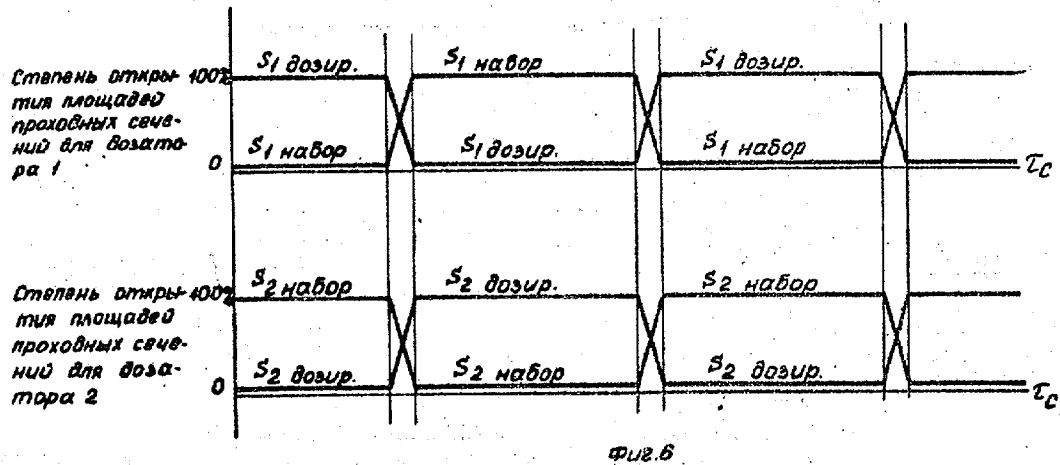 Степень откры-
тия площадей
проходных сече-
ний для дозато-
ра 1
100%
0
S1 дозир.
S1 набор
S1 дозир.
S1 набор
S1 дозир.
S1 набор
τc
Степень откры-
тия площадей
проходных сече-
ний для доза-
тора 2
100%
0
S2 набор
S2 дозир.
S2 набор
S2 дозир.
S2 набор
S2 дозир.
τc
Фиг.6